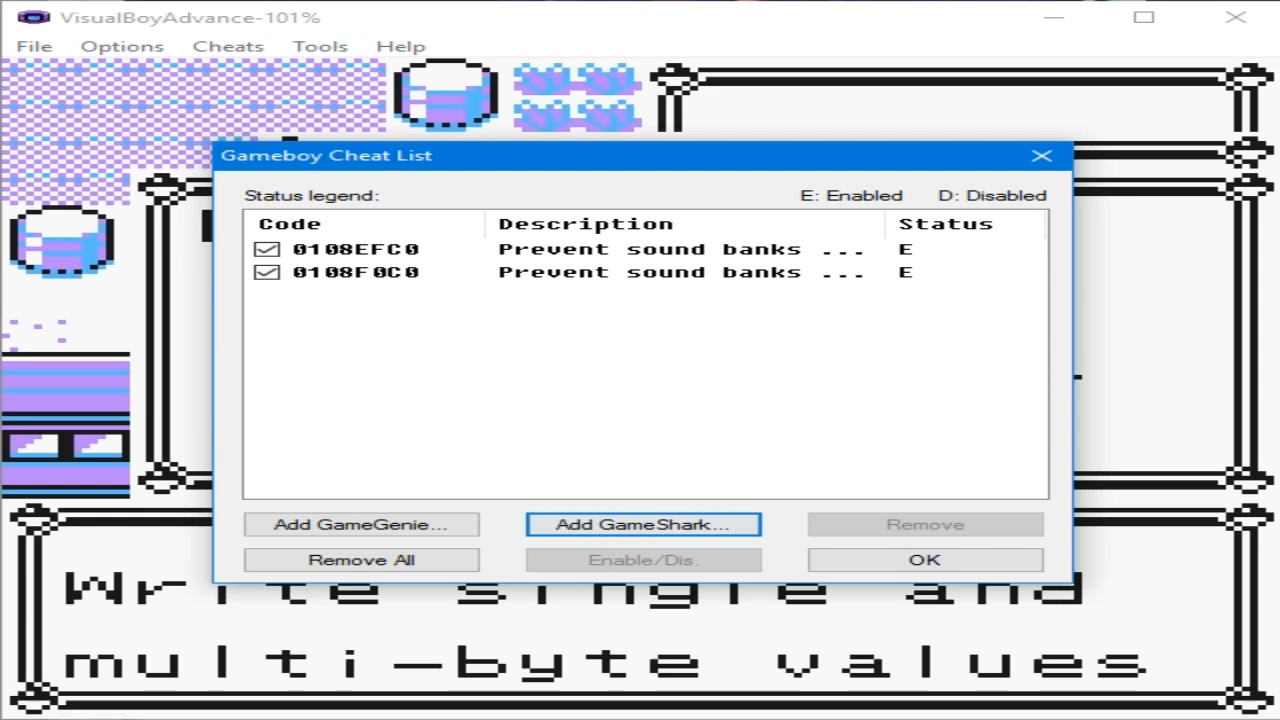 VisualBoyAdvance-101%
File Options Cheats Tools Help
Gameboy Cheat List
Status legend: E: Enabled D: Disabled
Code Description Status
0108EFC0 Prevent sound banks ... E
0108F0C0 Prevent sound banks ... E
Add GameGenie... Add GameShark... Remove
Remove All Enable/Dis. OK
Write single and
multi-byte values